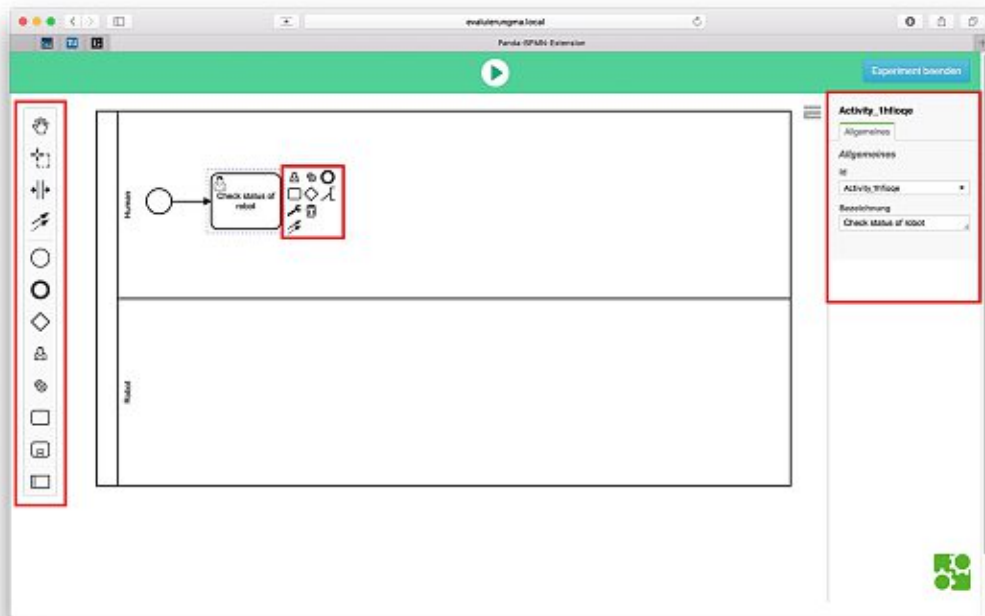 evaluierungma.local
Panda-BPMN-Extension
Experiment beenden
Human
Check status of
robot
Robot
Activity_1hfioqe
Allgemeines
Allgemeines
Id
Activity_1hfioqe
Bezeichnung
Check status of robot